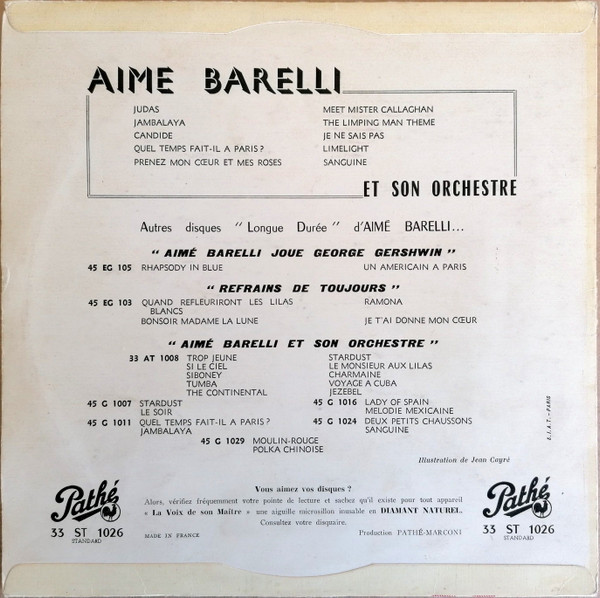 AIME BARELLI
JUDAS MEET MISTER CALLAGHAN
JAMBALAYA THE LIMPING MAN THEME
CANDIDE JE NE SAIS PAS
QUEL TEMPS FAIT-IL A PARIS ? LIMELIGHT
PRENEZ MON CŒUR ET MES ROSES SANGUINE
ET SON ORCHESTRE
Autres disques " Longue Durée " d'AIMÉ BARELLI...
" AIMÉ BARELLI JOUE GEORGE GERSHWIN "
45 EG 105 RHAPSODY IN BLUE UN AMERICAIN A PARIS
" REFRAINS DE TOUJOURS "
45 EG 103 QUAND REFLEURIRONT LES LILAS RAMONA
BLANCS
BONSOIR MADAME LA LUNE JE T'AI DONNE MON CŒUR
" AIMÉ BARELLI ET SON ORCHESTRE "
33 AT 1008 TROP JEUNE STARDUST
SI LE CIEL LE MONSIEUR AUX LILAS
SIBONEY CHARMAINE
TUMBA VOYAGE A CUBA
THE CONTINENTAL JEZEBEL
45 G 1007 STARDUST 45 G 1016 LADY OF SPAIN
LE SOIR MELODIE MEXICAINE
45 G 1011 QUEL TEMPS FAIT-IL A PARIS ? 45 G 1024 DEUX PETITS CHAUSSONS
JAMBALAYA SANGUINE
45 G 1029 MOULIN-ROUGE
POLKA CHINOISE
S.I.A.T. - PARIS
Illustration de Jean Cayré
Vous aimez vos disques ?
Alors, vérifiez fréquemment votre pointe de lecture et sachez qu'il existe pour tout appareil
« La Voix de son Maître » une aiguille microsillon inusable en DIAMANT NATUREL.
Consultez votre disquaire.
Pathé
33 ST 1026
STANDARD
MADE IN FRANCE
Production PATHÉ-MARCONI
Pathé
33 ST 1026
STANDARD